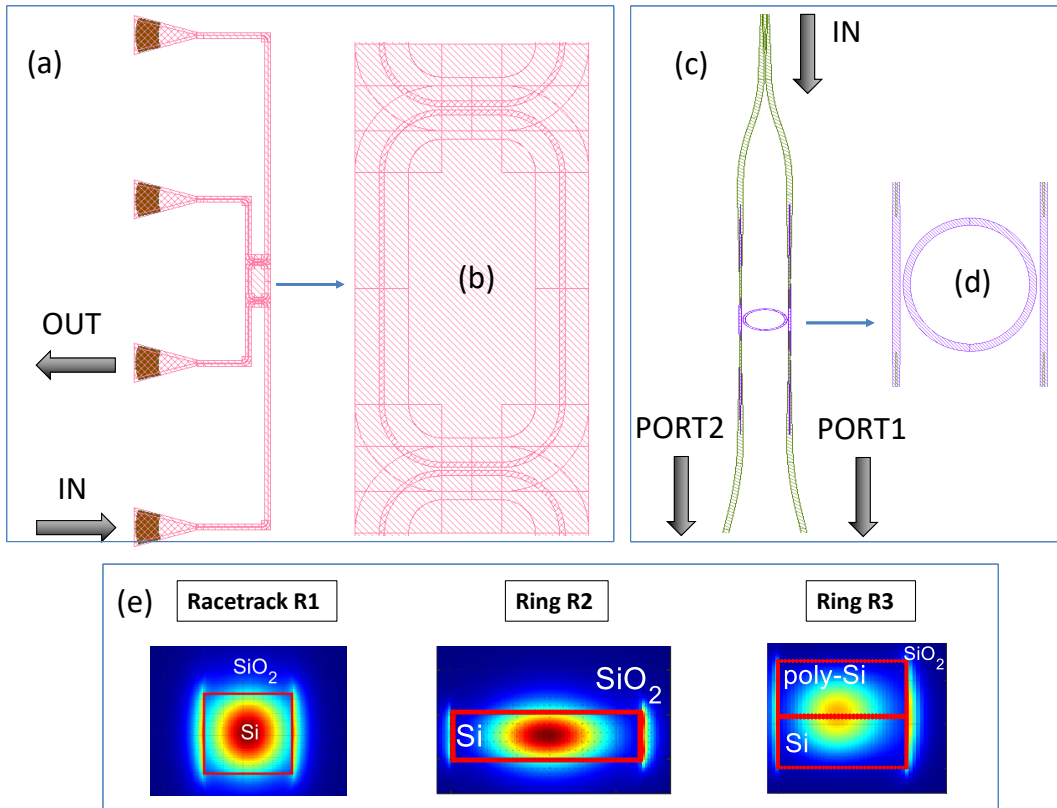 (a)
(b)
OUT
IN
(c)
IN
(d)
PORT2
PORT1
(e)
Racetrack R1
Ring R2
Ring R3
SiO2
Si
SiO2
Si
SiO2
poly-Si
Si